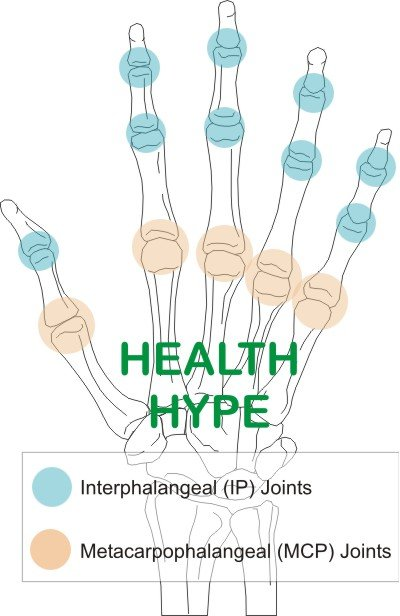 HEALTH
HYPE
Interphalangeal (IP) Joints
Metacarpophalangeal (MCP) Joints